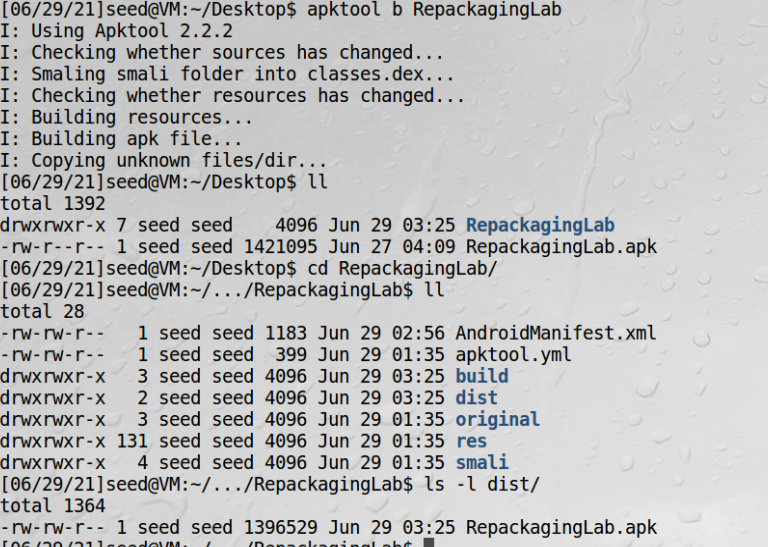 [06/29/21]seed@VM:~/Desktop$ apktool b RepackagingLab
I: Using Apktool 2.2.2
I: Checking whether sources has changed...
I: Smaling smali folder into classes.dex...
I: Checking whether resources has changed...
I: Building resources...
I: Building apk file...
I: Copying unknown files/dir...
[06/29/21]seed@VM:~/Desktop$ ll
total 1392
drwxrwxr-x 7 seed seed    4096 Jun 29 03:25 RepackagingLab
-rw-r--r-- 1 seed seed 1421095 Jun 27 04:09 RepackagingLab.apk
[06/29/21]seed@VM:~/Desktop$ cd RepackagingLab/
[06/29/21]seed@VM:~/.../RepackagingLab$ ll
total 28
-rw-rw-r--   1 seed seed 1183 Jun 29 02:56 AndroidManifest.xml
-rw-rw-r--   1 seed seed  399 Jun 29 01:35 apktool.yml
drwxrwxr-x   3 seed seed 4096 Jun 29 03:25 build
drwxrwxr-x   2 seed seed 4096 Jun 29 03:25 dist
drwxrwxr-x   3 seed seed 4096 Jun 29 01:35 original
drwxrwxr-x 131 seed seed 4096 Jun 29 01:35 res
drwxrwxr-x   4 seed seed 4096 Jun 29 01:35 smali
[06/29/21]seed@VM:~/.../RepackagingLab$ ls -l dist/
total 1364
-rw-rw-r-- 1 seed seed 1396529 Jun 29 03:25 RepackagingLab.apk
[06/29/21]seed@VM:~/.../RepackagingLab$